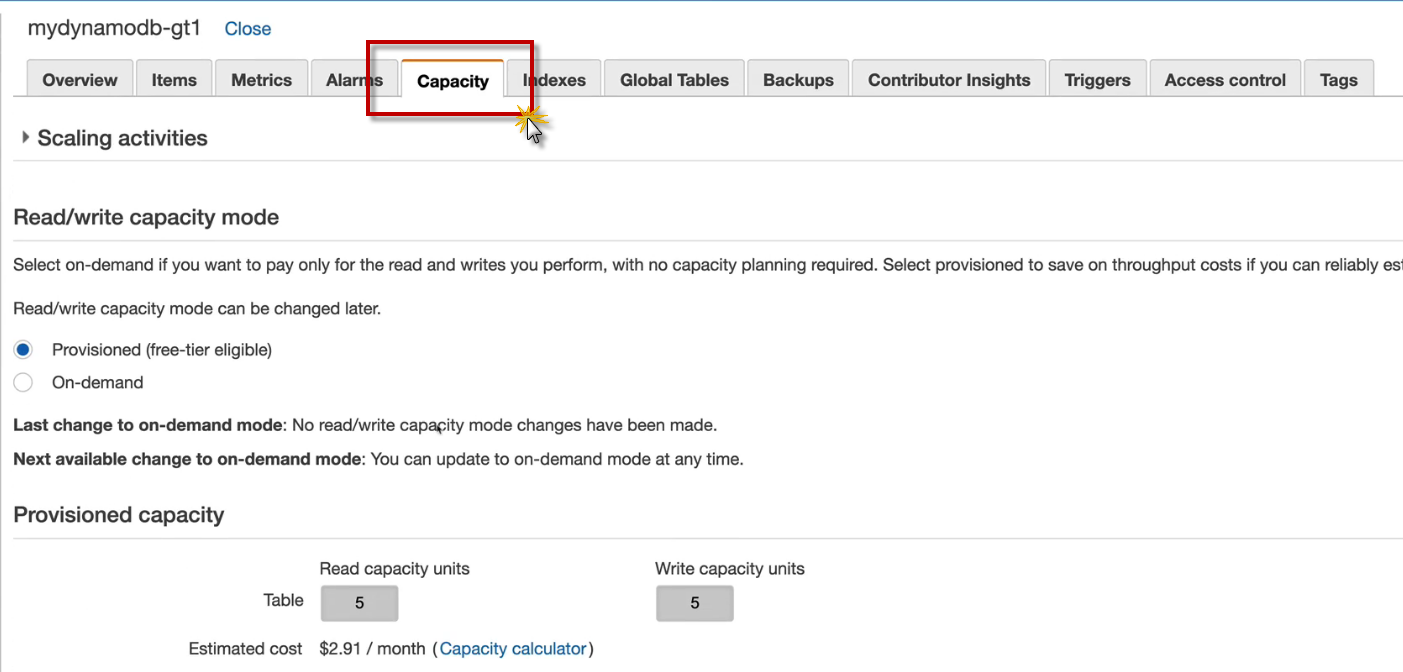 mydynamodb-gt1 Close
Overview Items Metrics Alarms Capacity Indexes Global Tables Backups Contributor Insights Triggers Access control Tags
Scaling activities
Read/write capacity mode
Select on-demand if you want to pay only for the read and writes you perform, with no capacity planning required. Select provisioned to save on throughput costs if you can reliably est
Read/write capacity mode can be changed later.
Provisioned (free-tier eligible)
On-demand
Last change to on-demand mode: No read/write capacity mode changes have been made.
Next available change to on-demand mode: You can update to on-demand mode at any time.
Provisioned capacity
Read capacity units Write capacity units
Table 5 5
Estimated cost $2.91 / month (Capacity calculator)